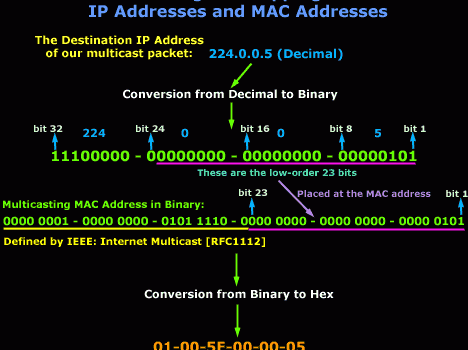 IP Addresses and MAC Addresses
The Destination IP Address
of our multicast packet: 224.0.0.5 (Decimal)
Conversion from Decimal to Binary
bit 32 224 bit 24 0 bit 16 0 bit 8 5 bit 1
11100000 - 00000000 - 00000000 - 00000101
These are the low-order 23 bits
Multicasting MAC Address in Binary: bit 23 Placed at the MAC address bit 1
0000 0001 - 0000 0000 - 0101 1110 - 0000 0000 - 0000 0000 - 0000 0101
Defined by IEEE: Internet Multicast [RFC1112]
Conversion from Binary to Hex
01-00-5E-00-00-05